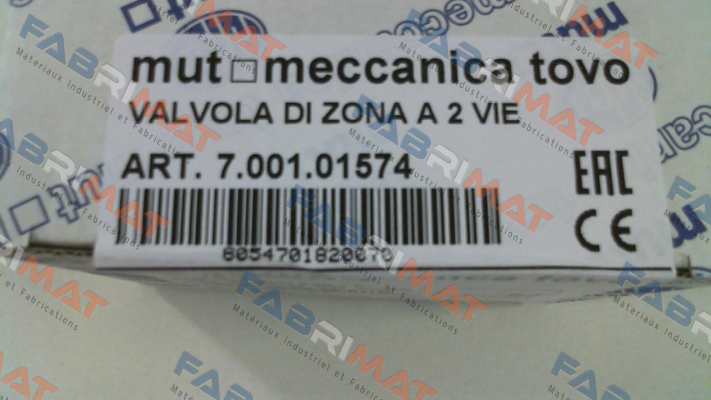 mut meccanica tovo
VALVOLA DI ZONA A 2 VIE
ART. 7.001.01574
EAC
CE
8054701820070
FABRIMAT
Materiaux Industriel et Fabrications